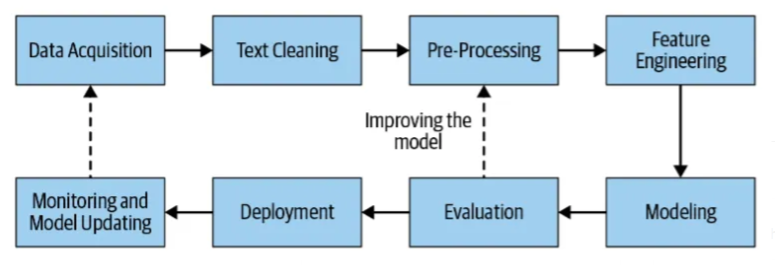 Data Acquisition
Text Cleaning
Pre-Processing
Feature
Engineering
Improving the
model
Monitoring and
Model Updating
Deployment
Evaluation
Modeling